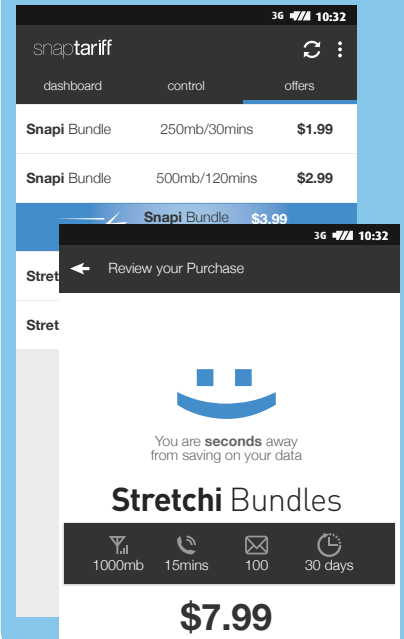 3G 10:32
snaptariff
dashboard control offers
Snapi Bundle 250mb/30mins $1.99
Snapi Bundle 500mb/120mins $2.99
Snapi Bundle $3.99
Stret
Stret
3G 10:32
Review your Purchase
You are seconds away
from saving on your data
Stretchi Bundles
1000mb 15mins 100 30 days
$7.99